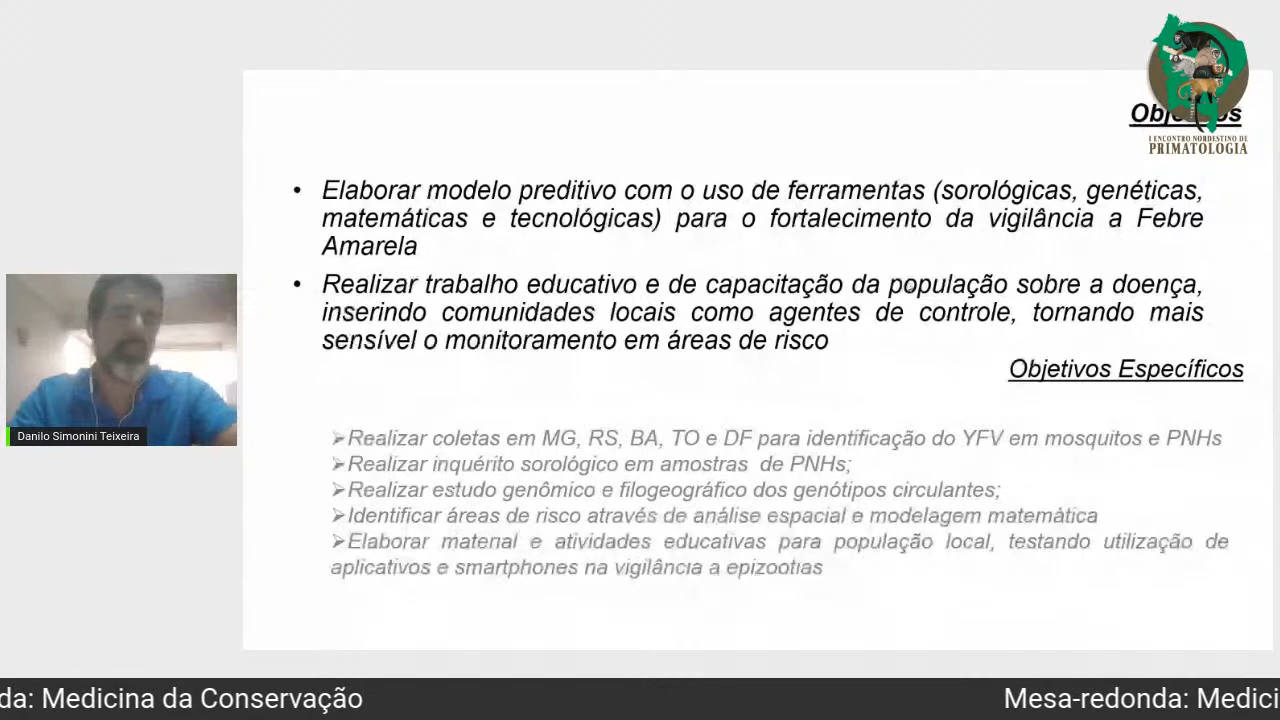 Objetivos
I ENCONTRO NORDESTINO DE
PRIMATOLOGIA
• Elaborar modelo preditivo com o uso de ferramentas (sorológicas, genéticas,
matemáticas e tecnológicas) para o fortalecimento da vigilância a Febre
Amarela
• Realizar trabalho educativo e de capacitação da população sobre a doença,
inserindo comunidades locais como agentes de controle, tornando mais
sensível o monitoramento em áreas de risco
Objetivos Específicos
➢Realizar coletas em MG, RS, BA, TO e DF para identificação do YFV em mosquitos e PNHs
➢Realizar inquérito sorológico em amostras de PNHs;
➢Realizar estudo genômico e filogeográfico dos genótipos circulantes;
➢Identificar áreas de risco através de análise espacial e modelagem matemática
➢Elaborar material e atividades educativas para população local, testando utilização de
aplicativos e smartphones na vigilância a epizootias
Danilo Simonini Teixeira
da: Medicina da Conservação
Mesa-redonda: Medici